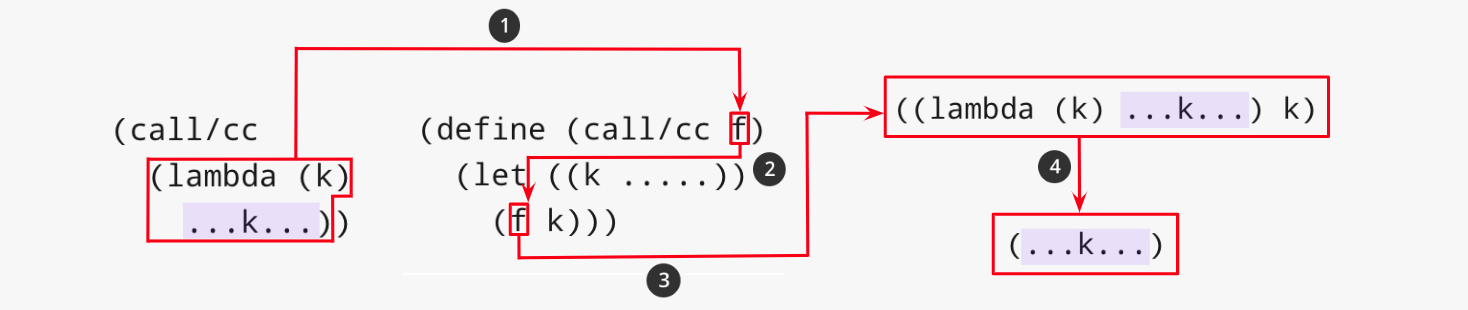 1
(call/cc
(lambda (k)
...k...))
(define (call/cc f)
(let ((k .....))
(f k)))
2
3
((lambda (k) ...k...) k)
4
(...k...)